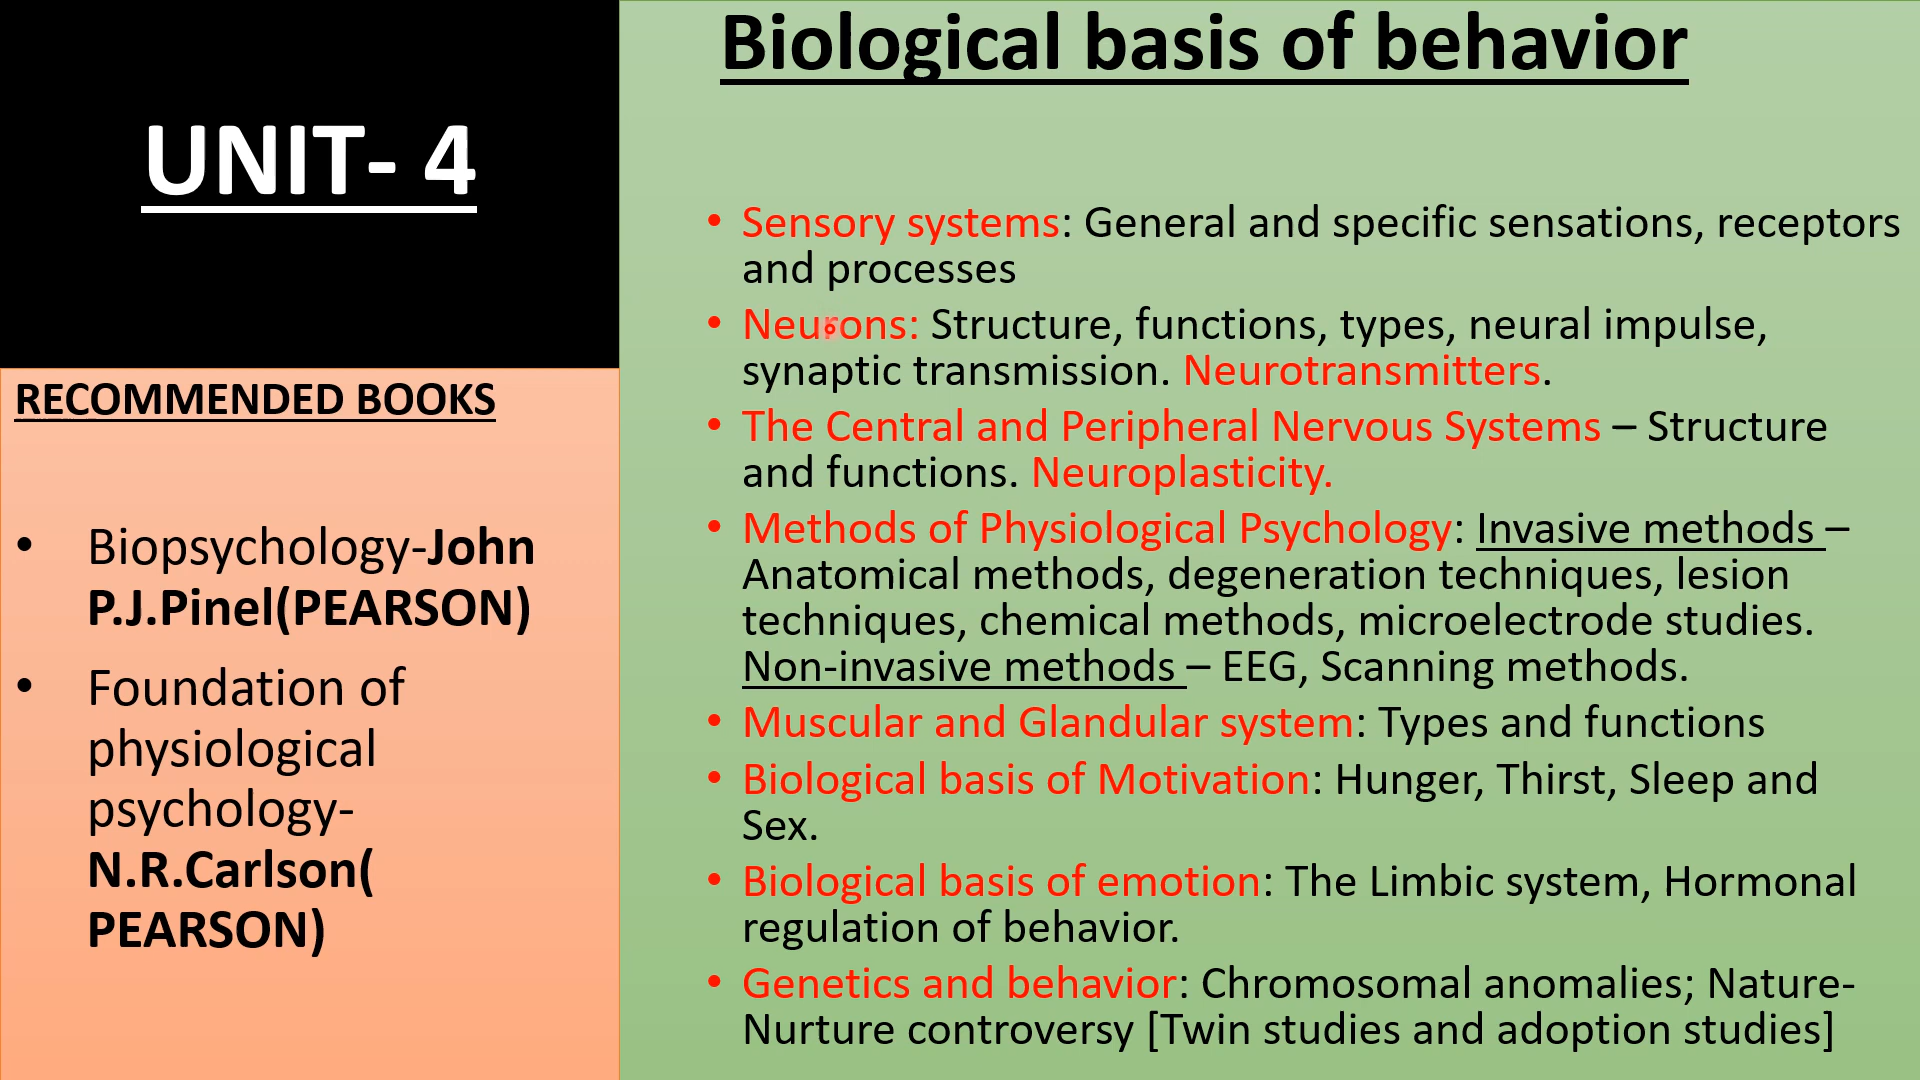 UNIT- 4
RECOMMENDED BOOKS
• Biopsychology-John
P.J.Pinel(PEARSON)
• Foundation of
physiological
psychology-
N.R.Carlson(
PEARSON)
Biological basis of behavior
• Sensory systems: General and specific sensations, receptors
and processes
• Neurons: Structure, functions, types, neural impulse,
synaptic transmission. Neurotransmitters.
• The Central and Peripheral Nervous Systems – Structure
and functions. Neuroplasticity.
• Methods of Physiological Psychology: Invasive methods –
Anatomical methods, degeneration techniques, lesion
techniques, chemical methods, microelectrode studies.
Non-invasive methods – EEG, Scanning methods.
• Muscular and Glandular system: Types and functions
• Biological basis of Motivation: Hunger, Thirst, Sleep and
Sex.
• Biological basis of emotion: The Limbic system, Hormonal
regulation of behavior.
• Genetics and behavior: Chromosomal anomalies; Nature-
Nurture controversy [Twin studies and adoption studies]